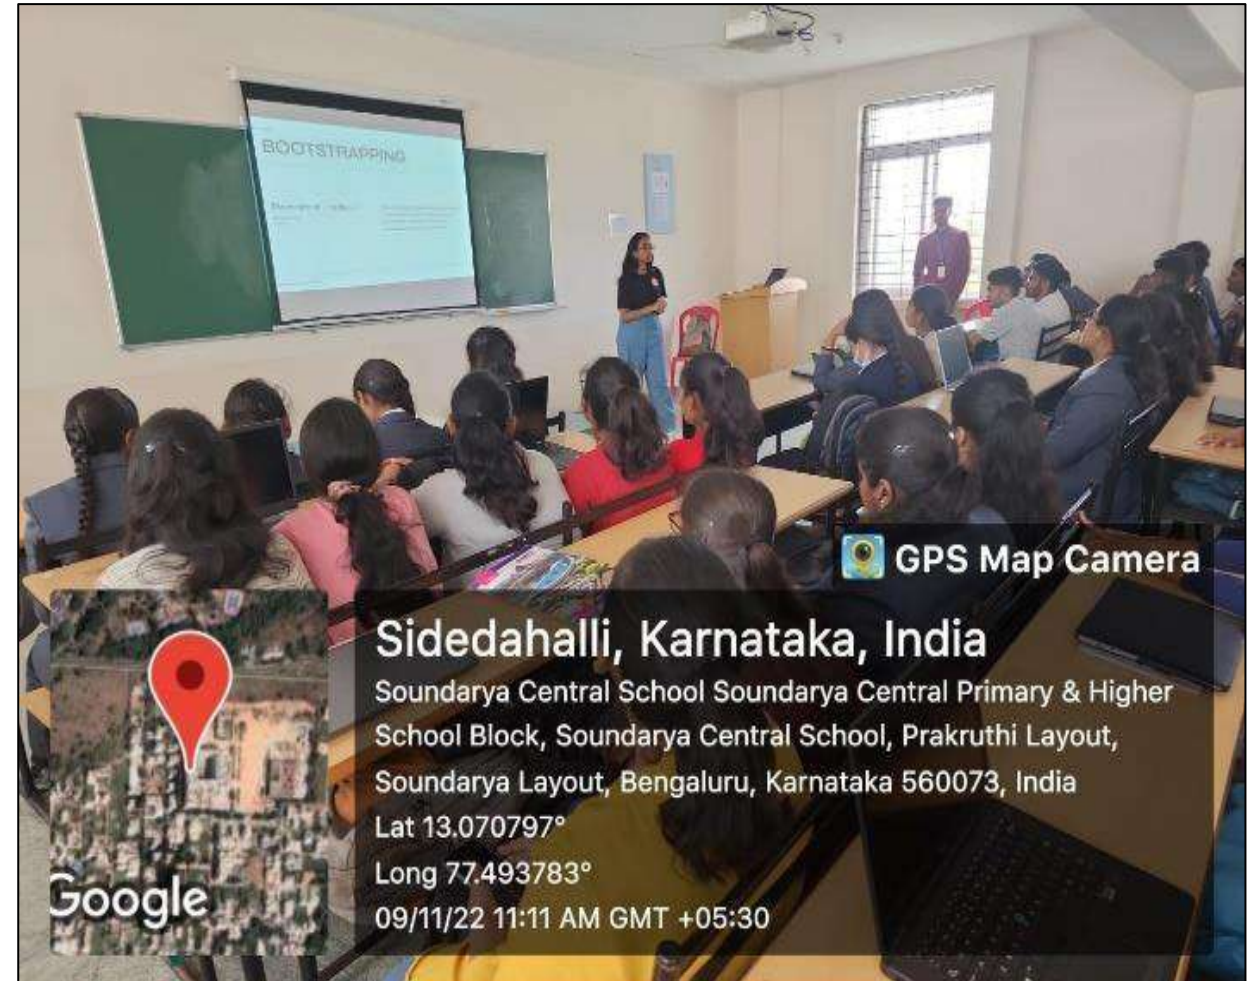 BOOTSTRAPPING
GPS Map Camera
Sidedahalli, Karnataka, India
Soundarya Central School Soundarya Central Primary & Higher
School Block, Soundarya Central School, Prakruthi Layout,
Soundarya Layout, Bengaluru, Karnataka 560073, India
Lat 13.070797°
Long 77.493783°
09/11/22 11:11 AM GMT +05:30
Google